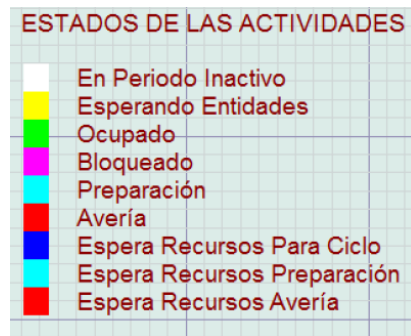 ESTADOS DE LAS ACTIVIDADES
En Periodo Inactivo
Esperando Entidades
Ocupado
Bloqueado
Preparación
Avería
Espera Recursos Para Ciclo
Espera Recursos Preparación
Espera Recursos Avería